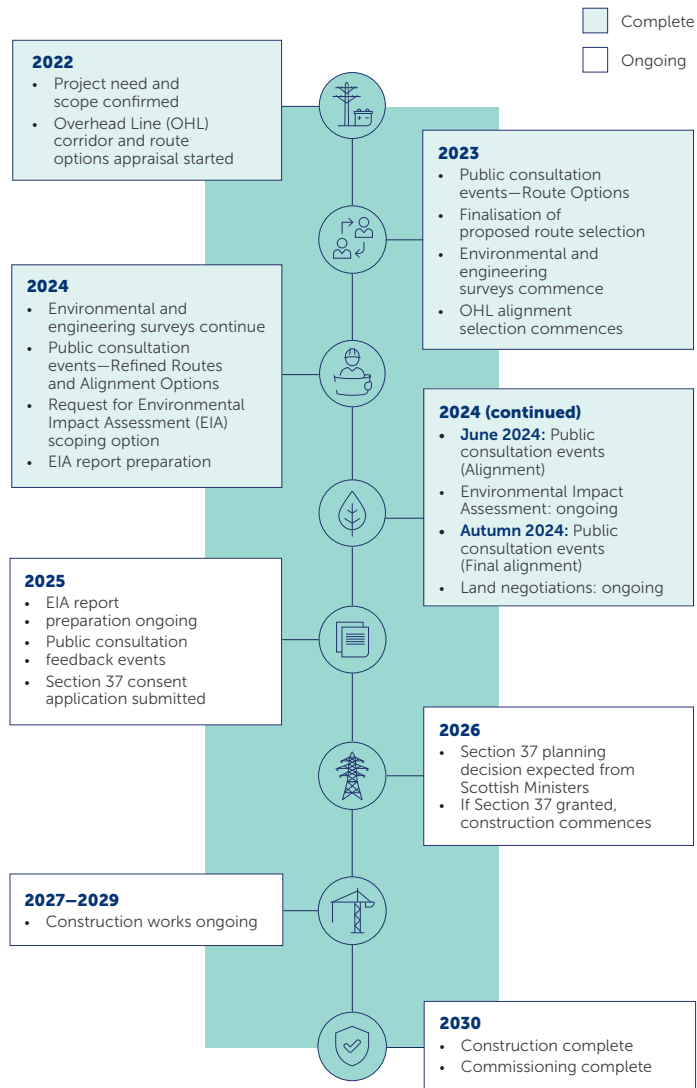 Complete
Ongoing
2022
• Project need and
scope confirmed
• Overhead Line (OHL)
corridor and route
options appraisal started
2023
• Public consultation
events—Route Options
• Finalisation of
proposed route selection
• Environmental and
engineering
surveys commence
• OHL alignment
selection commences
2024
• Environmental and
engineering surveys continue
• Public consultation
events—Refined Routes
and Alignment Options
• Request for Environmental
Impact Assessment (EIA)
scoping option
• EIA report preparation
2024 (continued)
• June 2024: Public
consultation events
(Alignment)
• Environmental Impact
Assessment: ongoing
• Autumn 2024: Public
consultation events
(Final alignment)
• Land negotiations: ongoing
2025
• EIA report
• preparation ongoing
• Public consultation
• feedback events
• Section 37 consent
application submitted
2026
• Section 37 planning
decision expected from
Scottish Ministers
• If Section 37 granted,
construction commences
2027–2029
• Construction works ongoing
2030
• Construction complete
• Commissioning complete